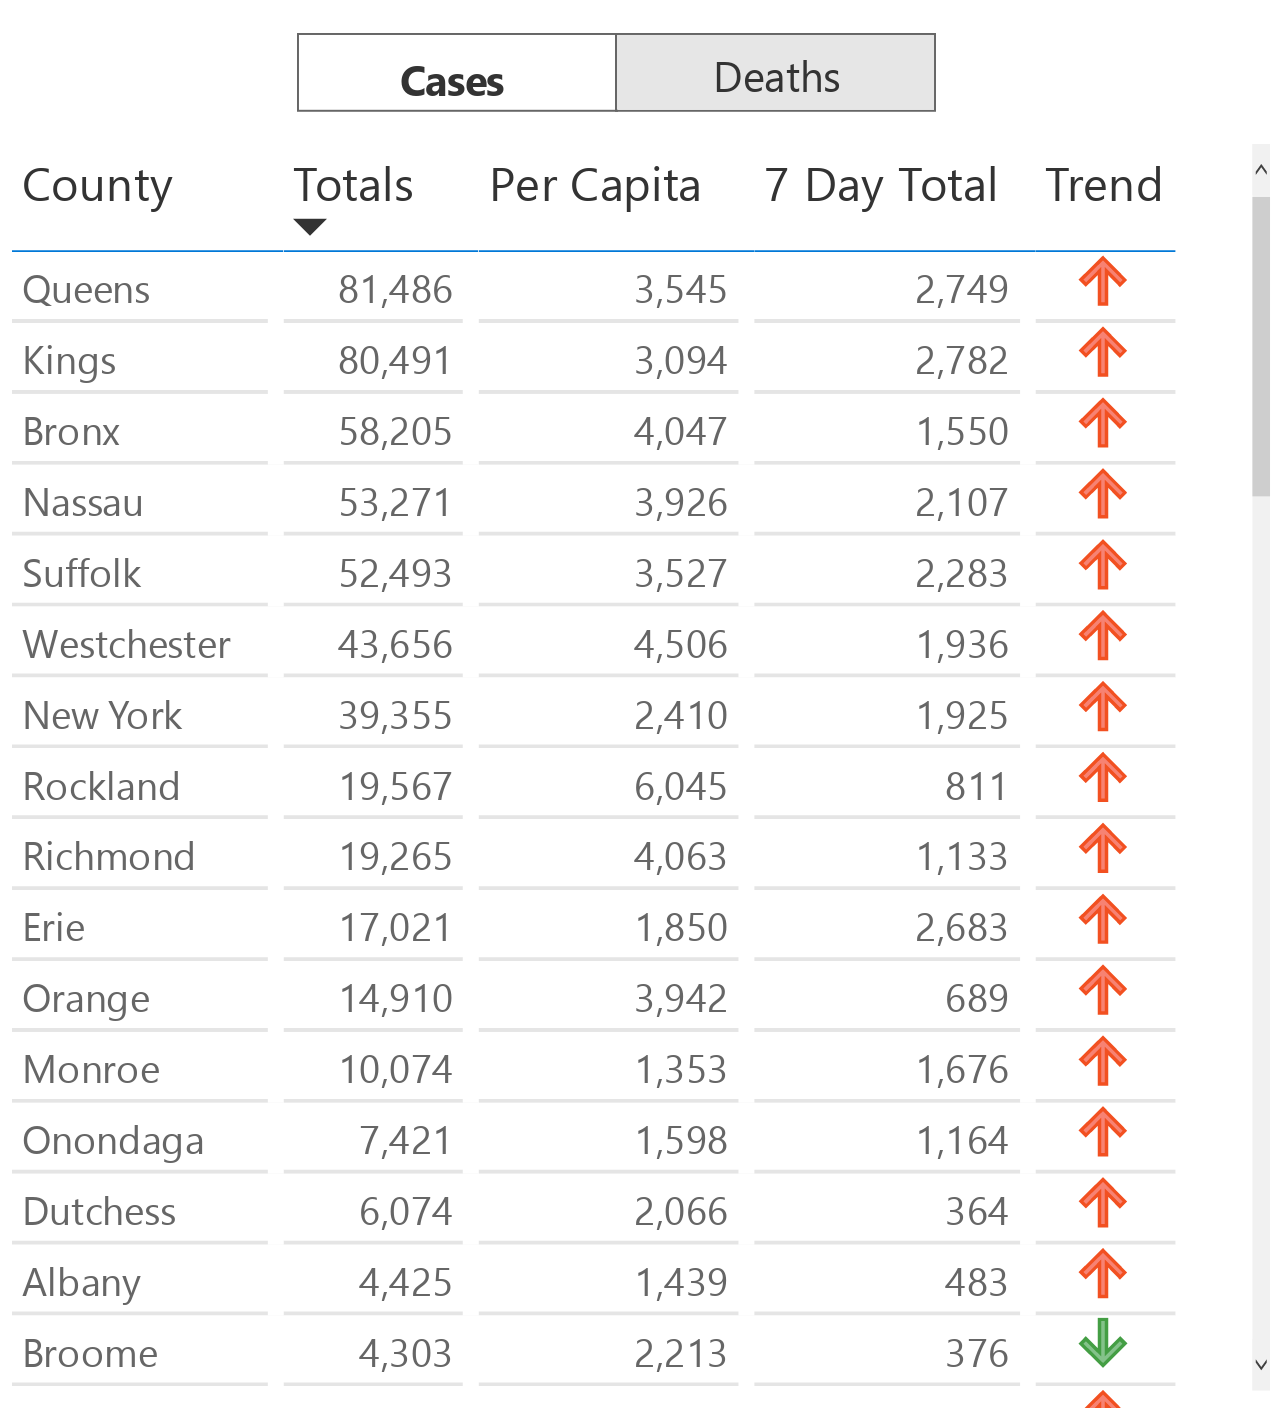 Cases Deaths
County Totals Per Capita 7 Day Total Trend
Queens 81,486 3,545 2,749
Kings 80,491 3,094 2,782
Bronx 58,205 4,047 1,550
Nassau 53,271 3,926 2,107
Suffolk 52,493 3,527 2,283
Westchester 43,656 4,506 1,936
New York 39,355 2,410 1,925
Rockland 19,567 6,045 811
Richmond 19,265 4,063 1,133
Erie 17,021 1,850 2,683
Orange 14,910 3,942 689
Monroe 10,074 1,353 1,676
Onondaga 7,421 1,598 1,164
Dutchess 6,074 2,066 364
Albany 4,425 1,439 483
Broome 4,303 2,213 376